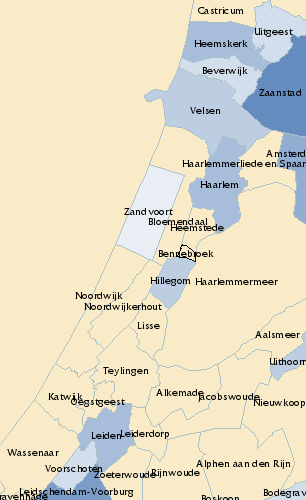 Castricum
Uitgeest
Heemskerk
Beverwijk
Zaanstad
Velsen
Amsterd
Haarlemmerliede en Spaar
Haarlem
Zandvoort
Bloemendaal
Heemstede
Bennebroek
Hillegom
Haarlemmermeer
Noordwijk
Noordwijkerhout
Lisse
Aalsmeer
Uithoorn
Teylingen
Alkemade
Jacobswoude
Katwijk
Oegstgeest
Nieuwkoop
Leiden
Leiderdorp
Wassenaar
Voorschoten
Alphen aan den Rijn
Zoeterwoude
Rijnwoude
Leidschendam-Voorburg
Bodegrav
ravenhage
Boskoop